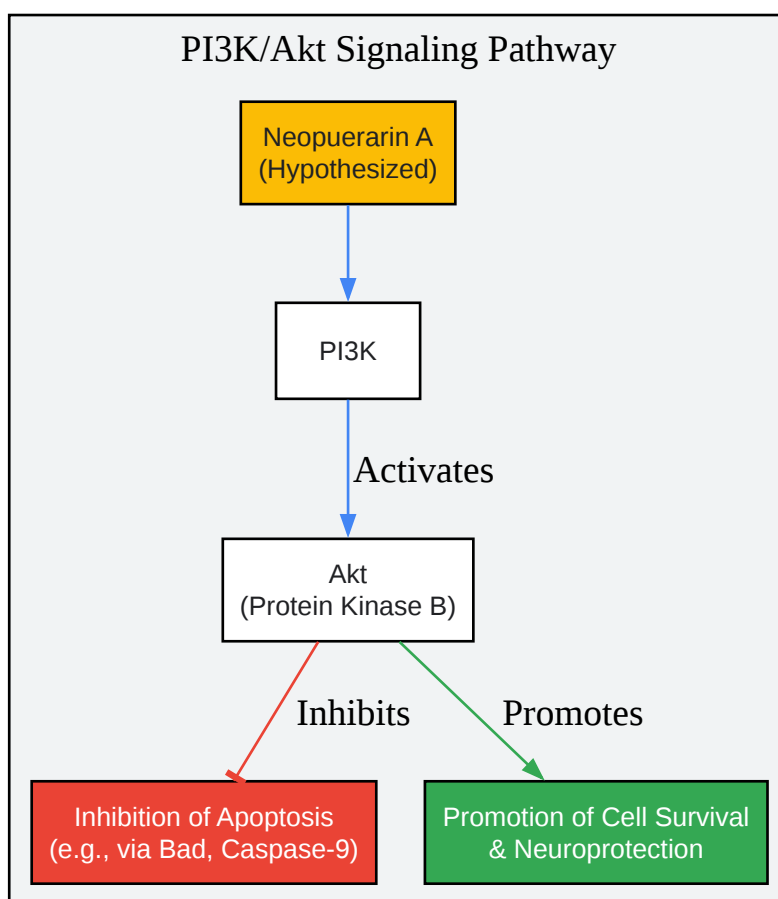 PI3K/Akt Signaling Pathway
Neopuerarin A
(Hypothesized)
PI3K
Activates
Akt
(Protein Kinase B)
Inhibits
Promotes
Inhibition of Apoptosis
(e.g., via Bad, Caspase-9)
Promotion of Cell Survival
& Neuroprotection